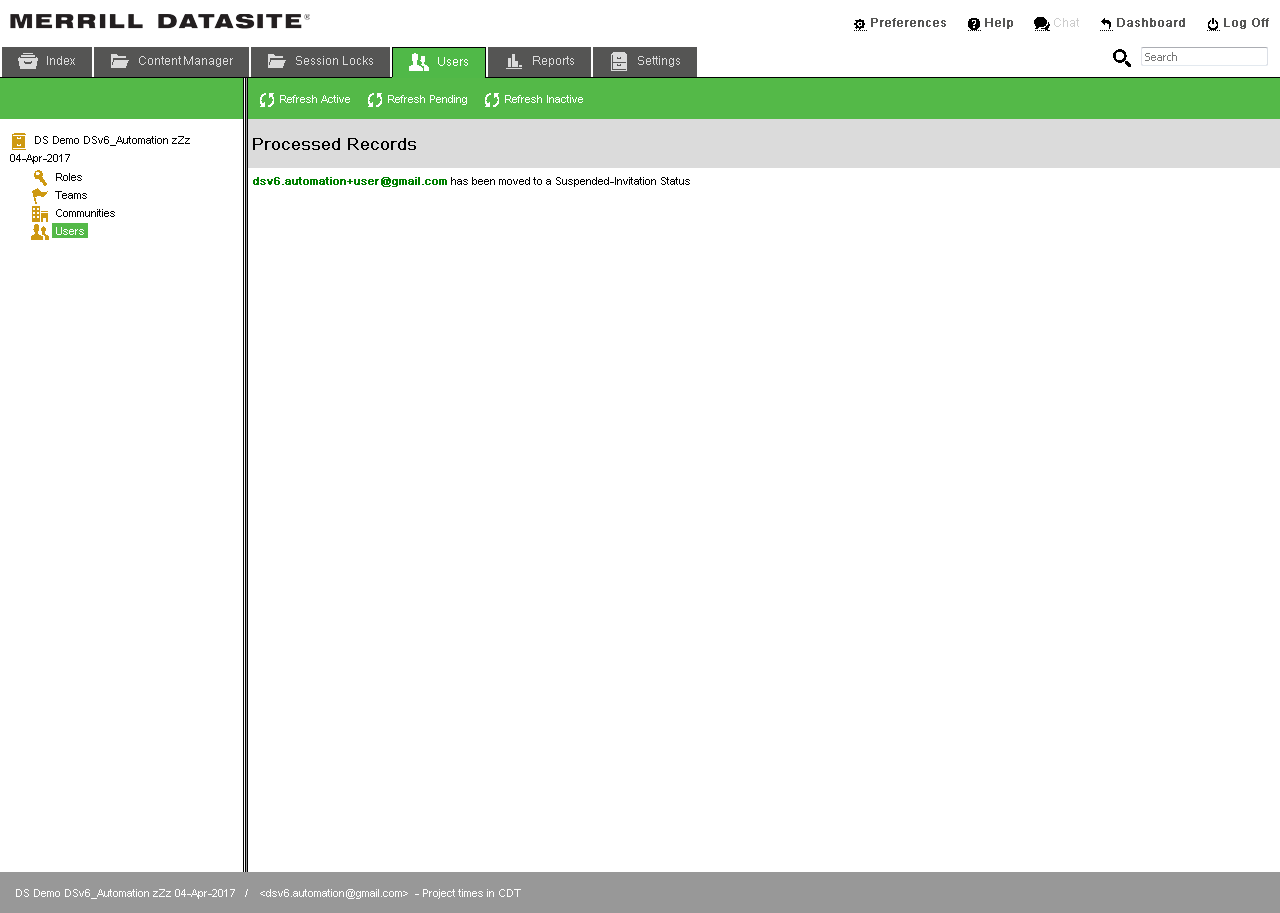 MERRILL DATASITE®
Preferences Help Chat Dashboard Log Off
Index Content Manager Session Locks Users Reports Settings Search
Refresh Active Refresh Pending Refresh Inactive
DS Demo DSv6_Automation zZz
04-Apr-2017
Roles
Teams
Communities
Users
Processed Records
dsv6.automation+user@gmail.com has been moved to a Suspended-Invitation Status
DS Demo DSv6_Automation zZz 04-Apr-2017 / <dsv6.automation@gmail.com> - Project times in CDT